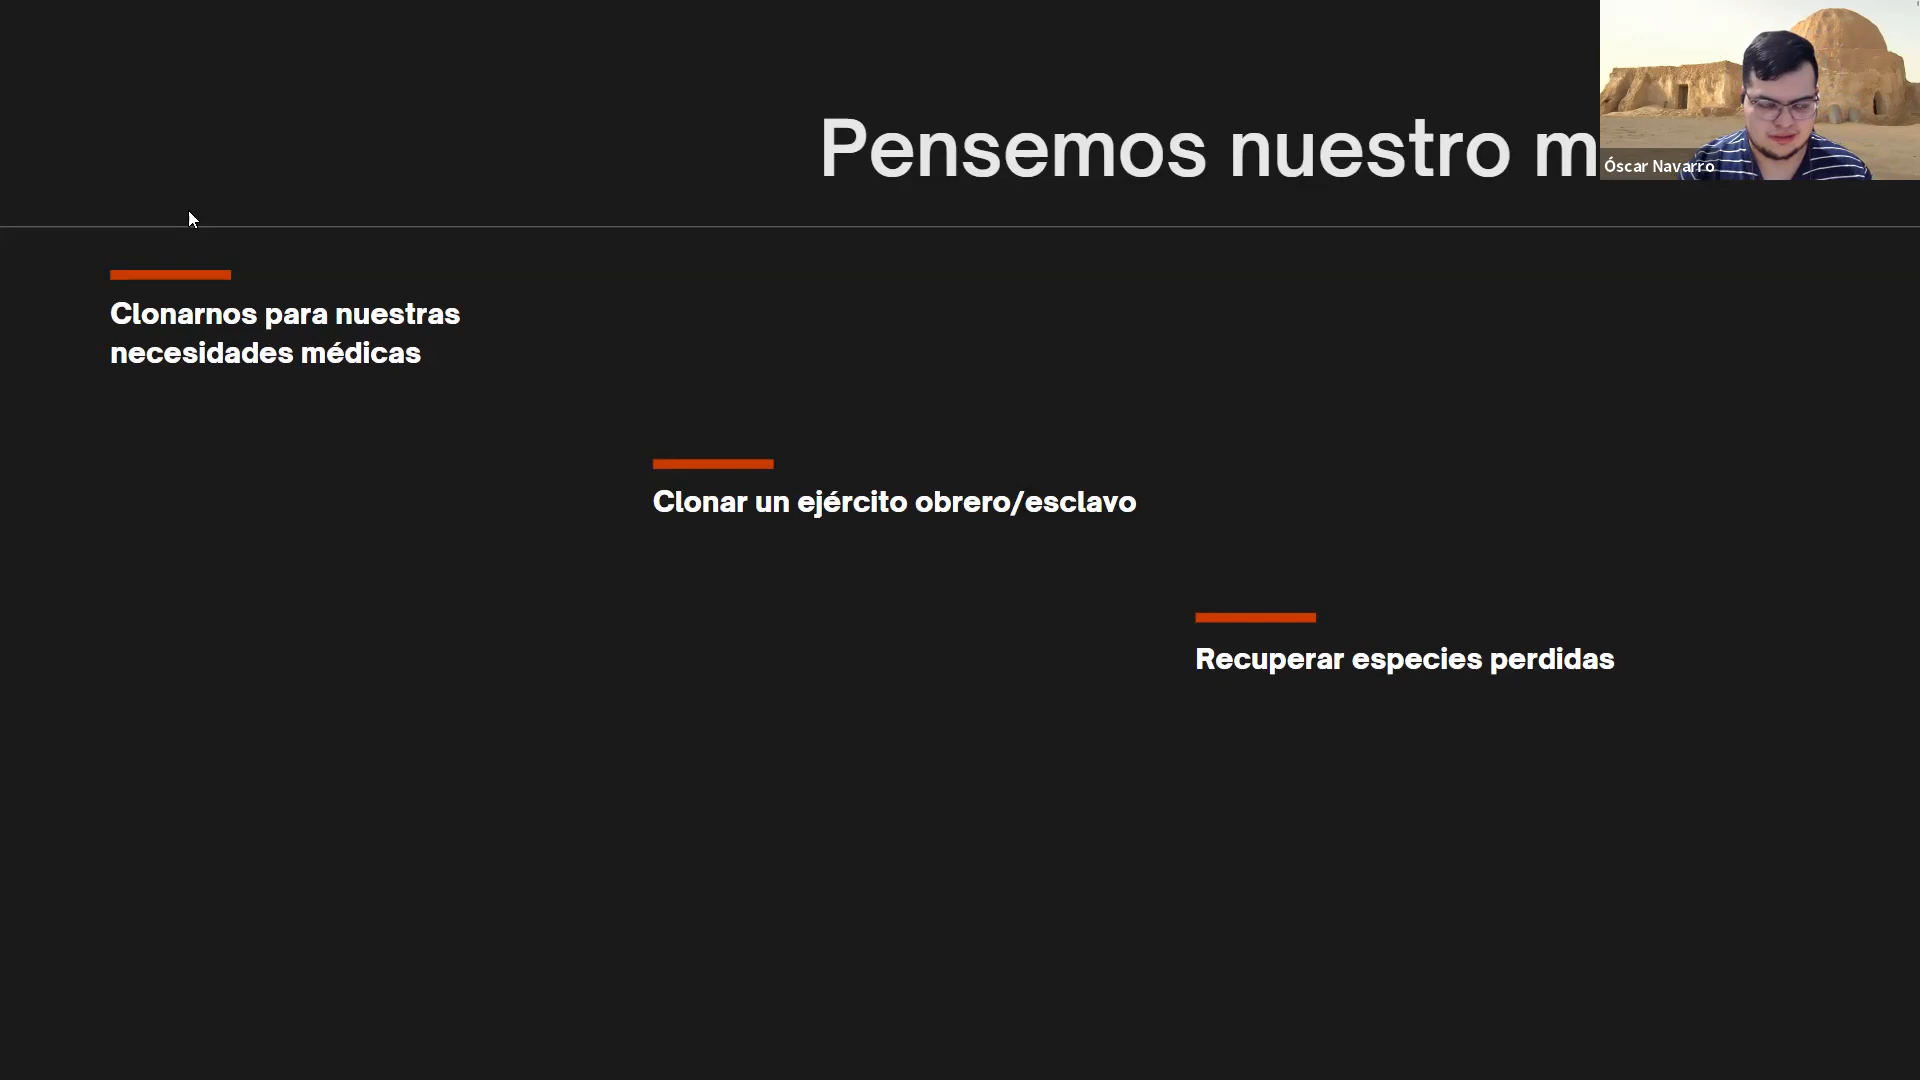 Pensemos nuestro m
Óscar Navarro
Clonarnos para nuestras
necesidades médicas
Clonar un ejército obrero/esclavo
Recuperar especies perdidas